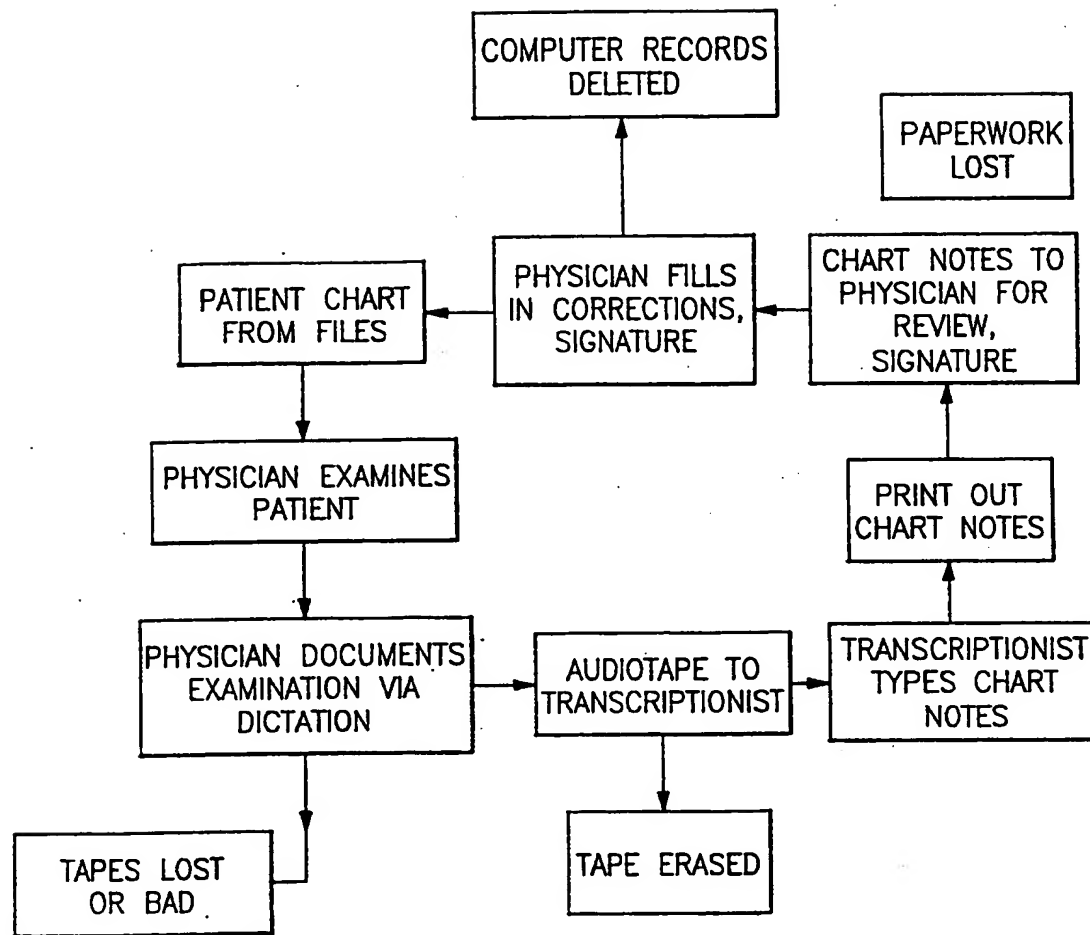 COMPUTER RECORDS
DELETED
PAPERWORK
LOST
PATIENT CHART
FROM FILES
PHYSICIAN FILLS
IN CORRECTIONS,
SIGNATURE
CHART NOTES TO
PHYSICIAN FOR
REVIEW,
SIGNATURE
PHYSICIAN EXAMINES
PATIENT
PRINT OUT
CHART NOTES
PHYSICIAN DOCUMENTS
EXAMINATION VIA
DICTATION
AUDIOTAPE TO
TRANSCRIPTIONIST
TRANSCRIPTIONIST
TYPES CHART
NOTES
TAPES LOST
OR BAD
TAPE ERASED